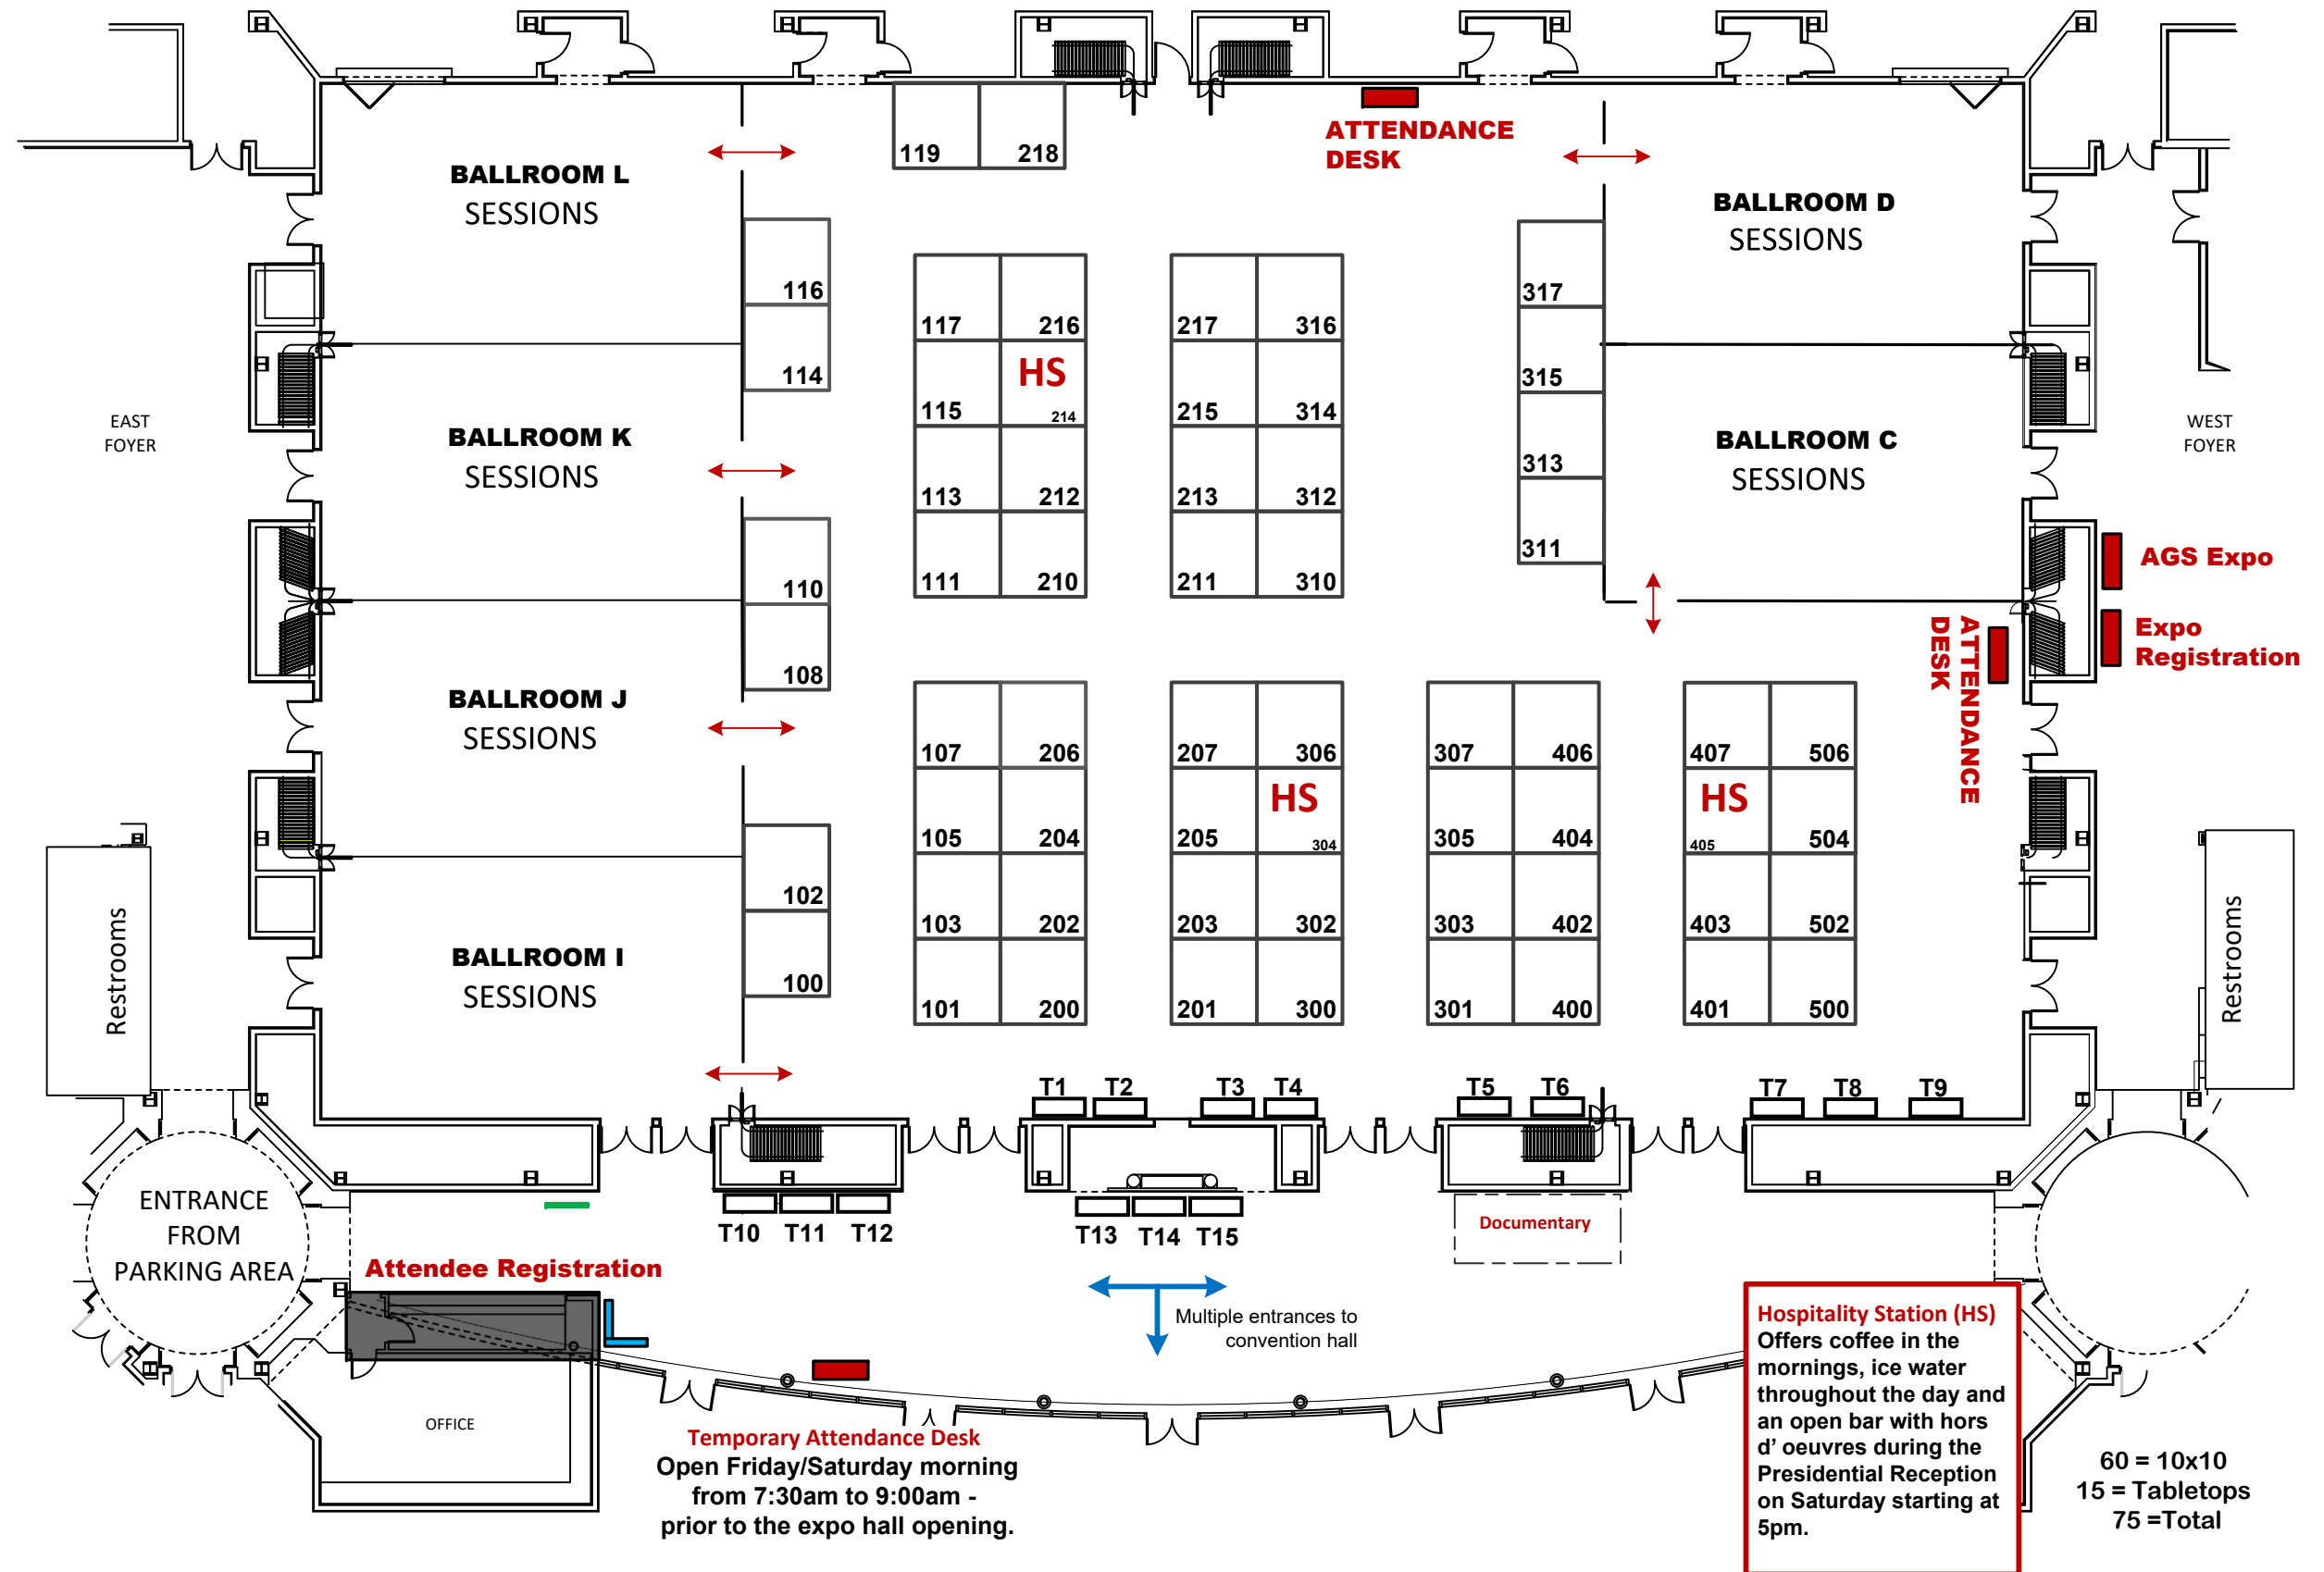 ATTENDANCE
DESK
119 218
BALLROOM L
SESSIONS
BALLROOM D
SESSIONS
116
317
117 216 217 316
HS
114
315
115 214 215 314
EAST
FOYER
WEST
FOYER
BALLROOM K
SESSIONS
BALLROOM C
SESSIONS
313
113 212 213 312
311
AGS Expo
110
111 210 211 310
Expo
Registration
ATTENDANCE
DESK
108
BALLROOM J
SESSIONS
107 206 207 306 307 406 407 506
HS HS
105 204 205 304 305 404 405 504
102
103 202 203 302 303 402 403 502
Restrooms
Restrooms
BALLROOM I
SESSIONS
100
101 200 201 300 301 400 401 500
T1 T2 T3 T4 T5 T6 T7 T8 T9
ENTRANCE
FROM
PARKING AREA
T10 T11 T12 T13 T14 T15
Documentary
Attendee Registration
Multiple entrances to
convention hall
OFFICE
Temporary Attendance Desk
Open Friday/Saturday morning
from 7:30am to 9:00am -
prior to the expo hall opening.
Hospitality Station (HS)
Offers coffee in the
mornings, ice water
throughout the day and
an open bar with hors
d’ oeuvres during the
Presidential Reception
on Saturday starting at
5pm.
60 = 10x10
15 = Tabletops
75 =Total